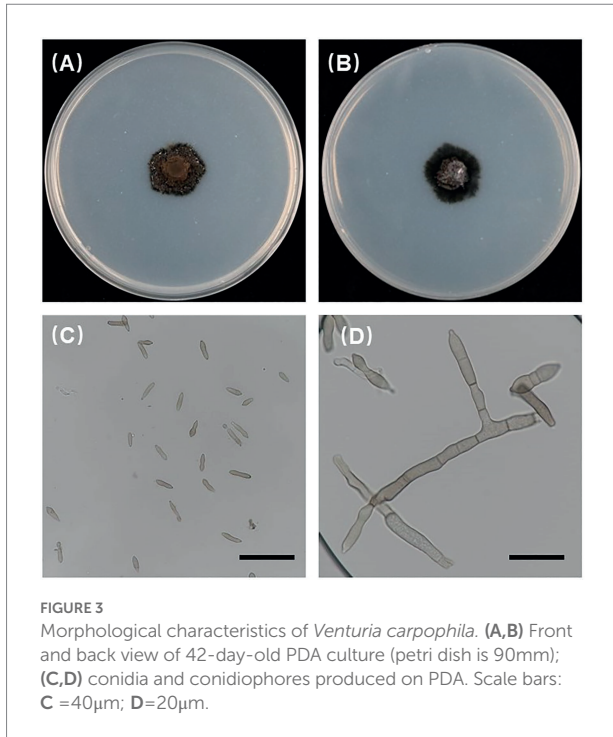 (A)
(B)
(C)
(D)
FIGURE 3
Morphological characteristics of Venturia carpophila. (A,B) Front
and back view of 42-day-old PDA culture (petri dish is 90mm);
(C,D) conidia and conidiophores produced on PDA. Scale bars:
C =40μm; D=20μm.